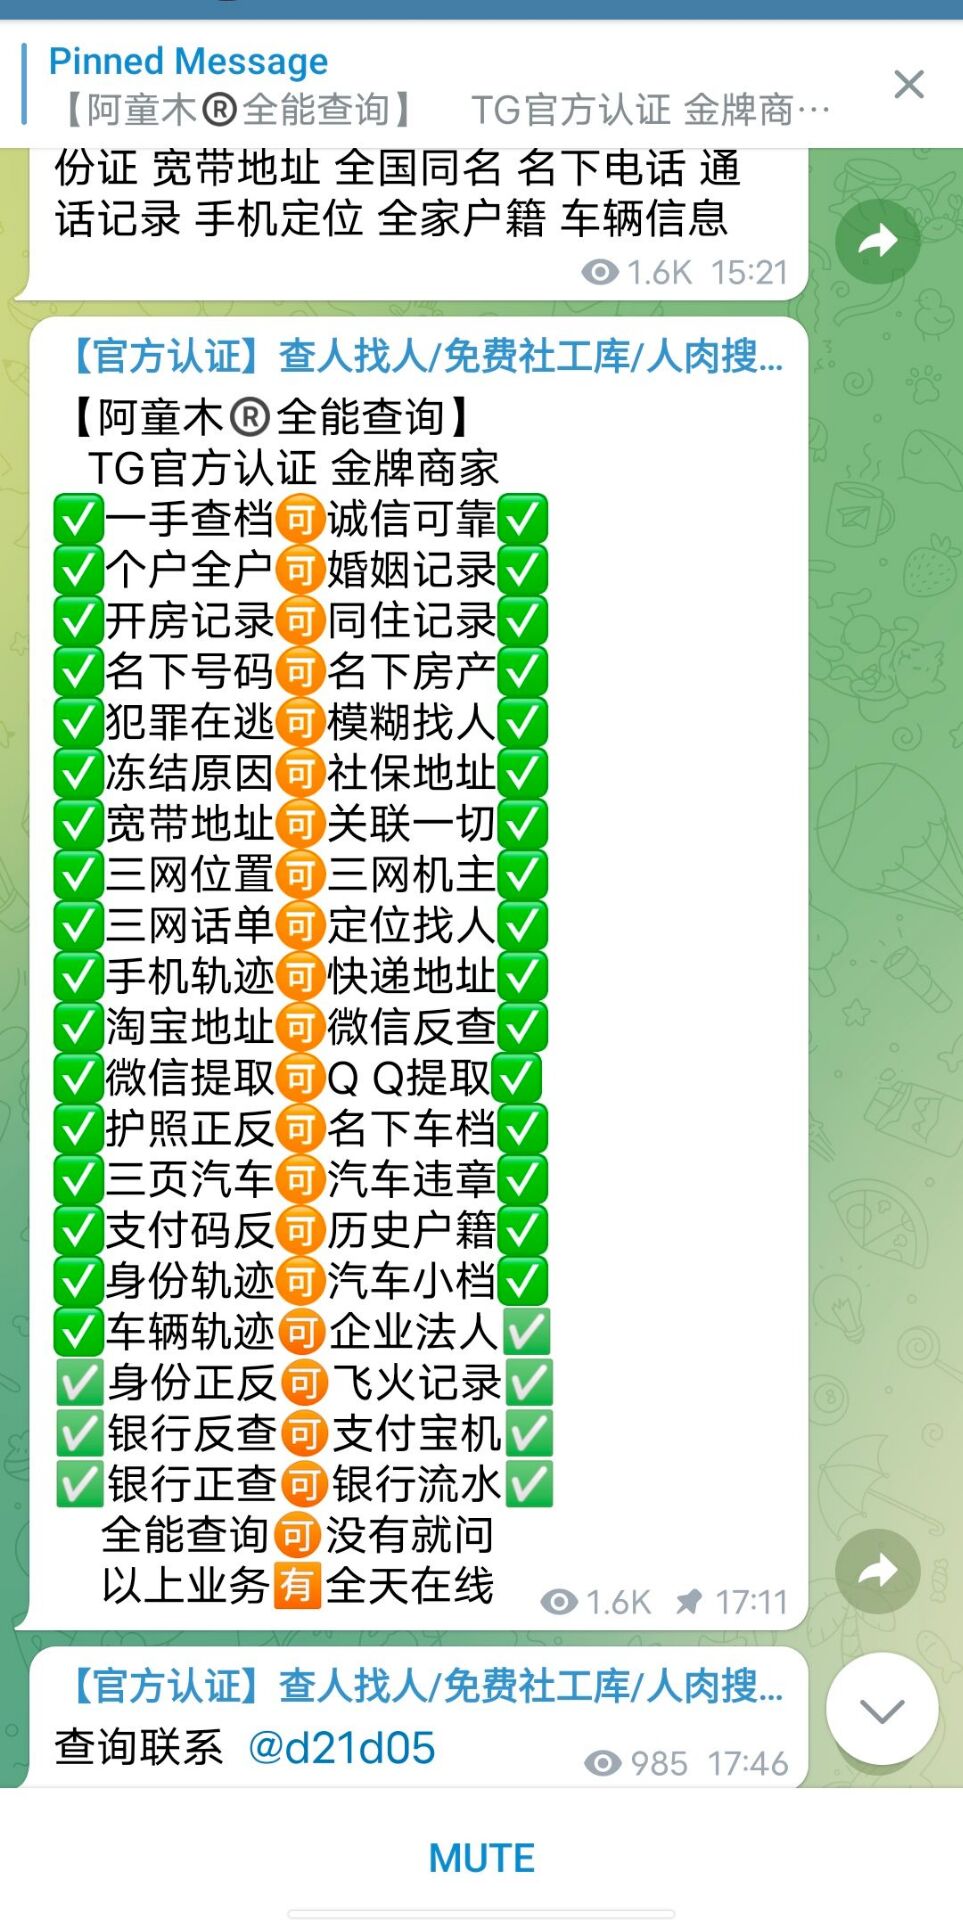 Pinned Message
【阿童木®全能查询】 TG官方认证 金牌商…
份证 宽带地址 全国同名 名下电话 通
话记录 手机定位 全家户籍 车辆信息
1.6K 15:21
【官方认证】查人找人/免费社工库/人肉搜...
【阿童木®️全能查询】
TG官方认证 金牌商家
✅一手查档🉑诚信可靠✅
✅个户全户🉑婚姻记录✅
✅开房记录🉑同住记录✅
✅名下号码🉑名下房产✅
✅犯罪在逃🉑模糊找人✅
✅冻结原因🉑社保地址✅
✅宽带地址🉑关联一切✅
✅三网位置🉑三网机主✅
✅三网话单🉑定位找人✅
✅手机轨迹🉑快递地址✅
✅淘宝地址🉑微信反查✅
✅微信提取🉑Q Q提取✅
✅护照正反🉑名下车档✅
✅三页汽车🉑汽车违章✅
✅支付码反🉑历史户籍✅
✅身份轨迹🉑汽车小档✅
✅车辆轨迹🉑企业法人✅
✅身份正反🉑飞火记录✅
✅银行反查🉑支付宝机✅
✅银行正查🉑银行流水✅
全能查询🉑没有就问
以上业务🈶全天在线
1.6K 17:11
【官方认证】查人找人/免费社工库/人肉搜...
查询联系 @d21d05
985 17:46
MUTE